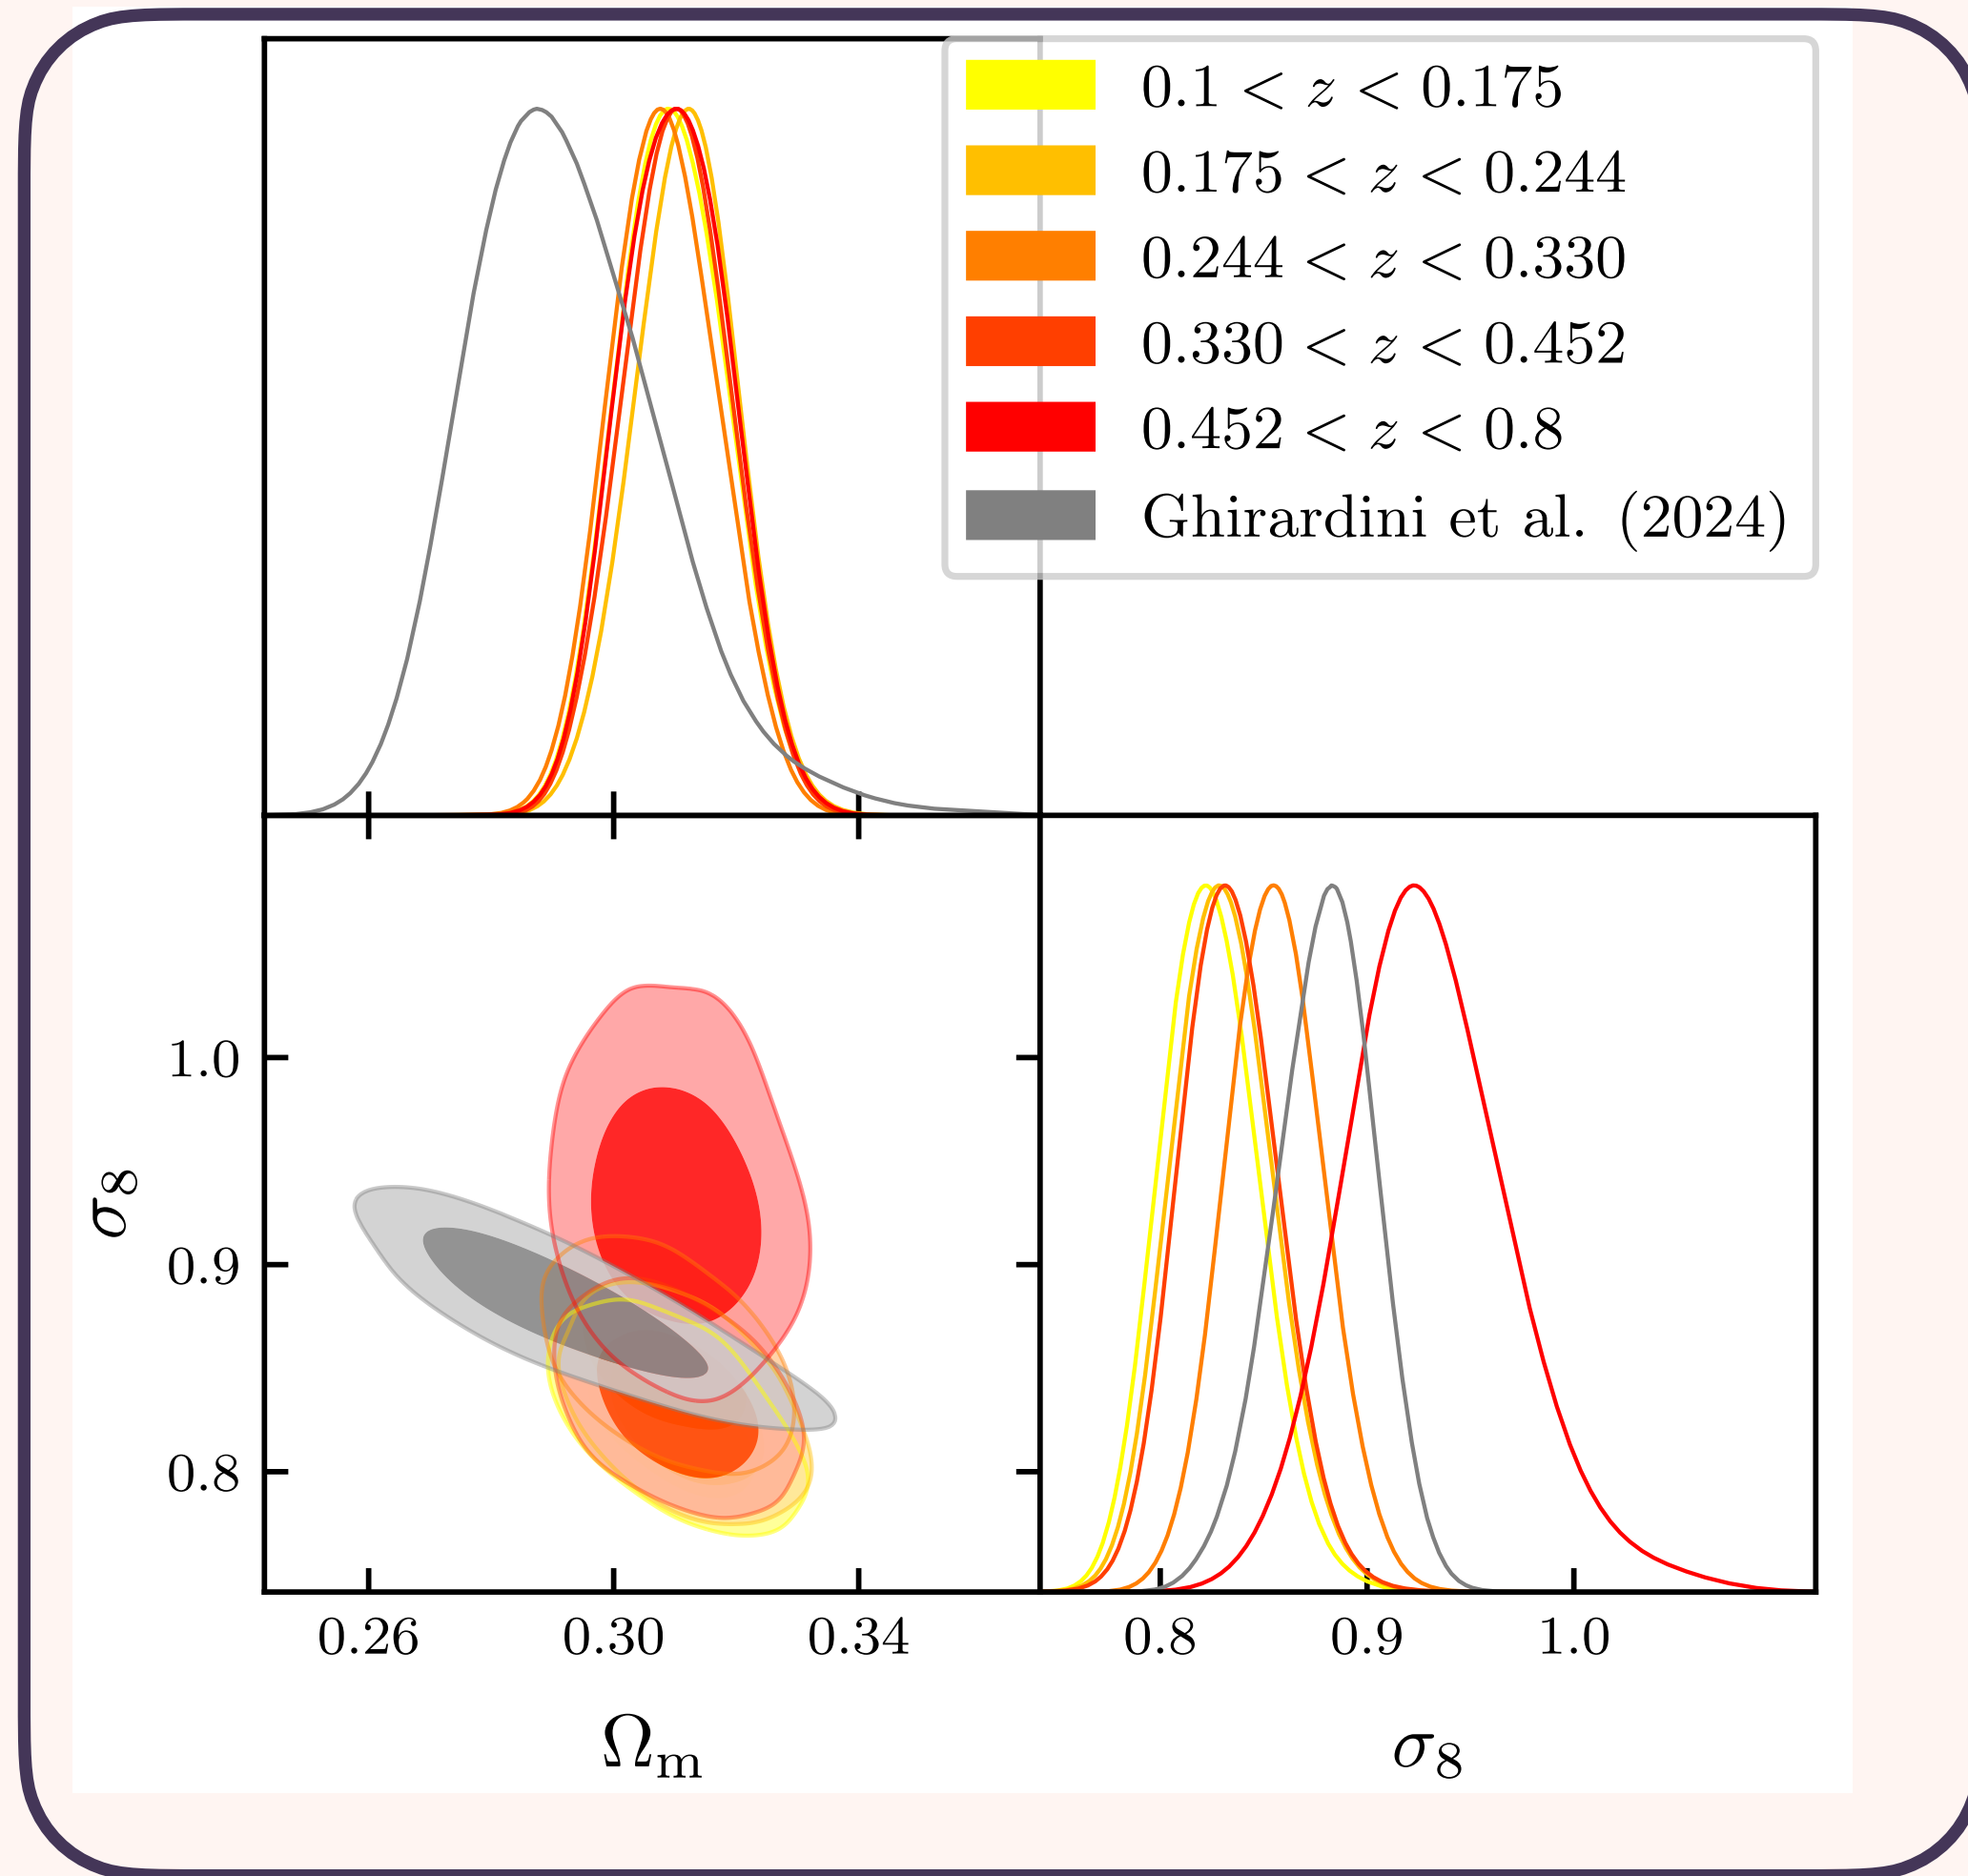 0.1 < z < 0.175
0.175 < z < 0.244
0.244 < z < 0.330
0.330 < z < 0.452
0.452 < z < 0.8
Ghirardini et al. (2024)
1.0
0.9
0.8
σ8
0.26 0.30 0.34
0.8 0.9 1.0
Ωm
σ8